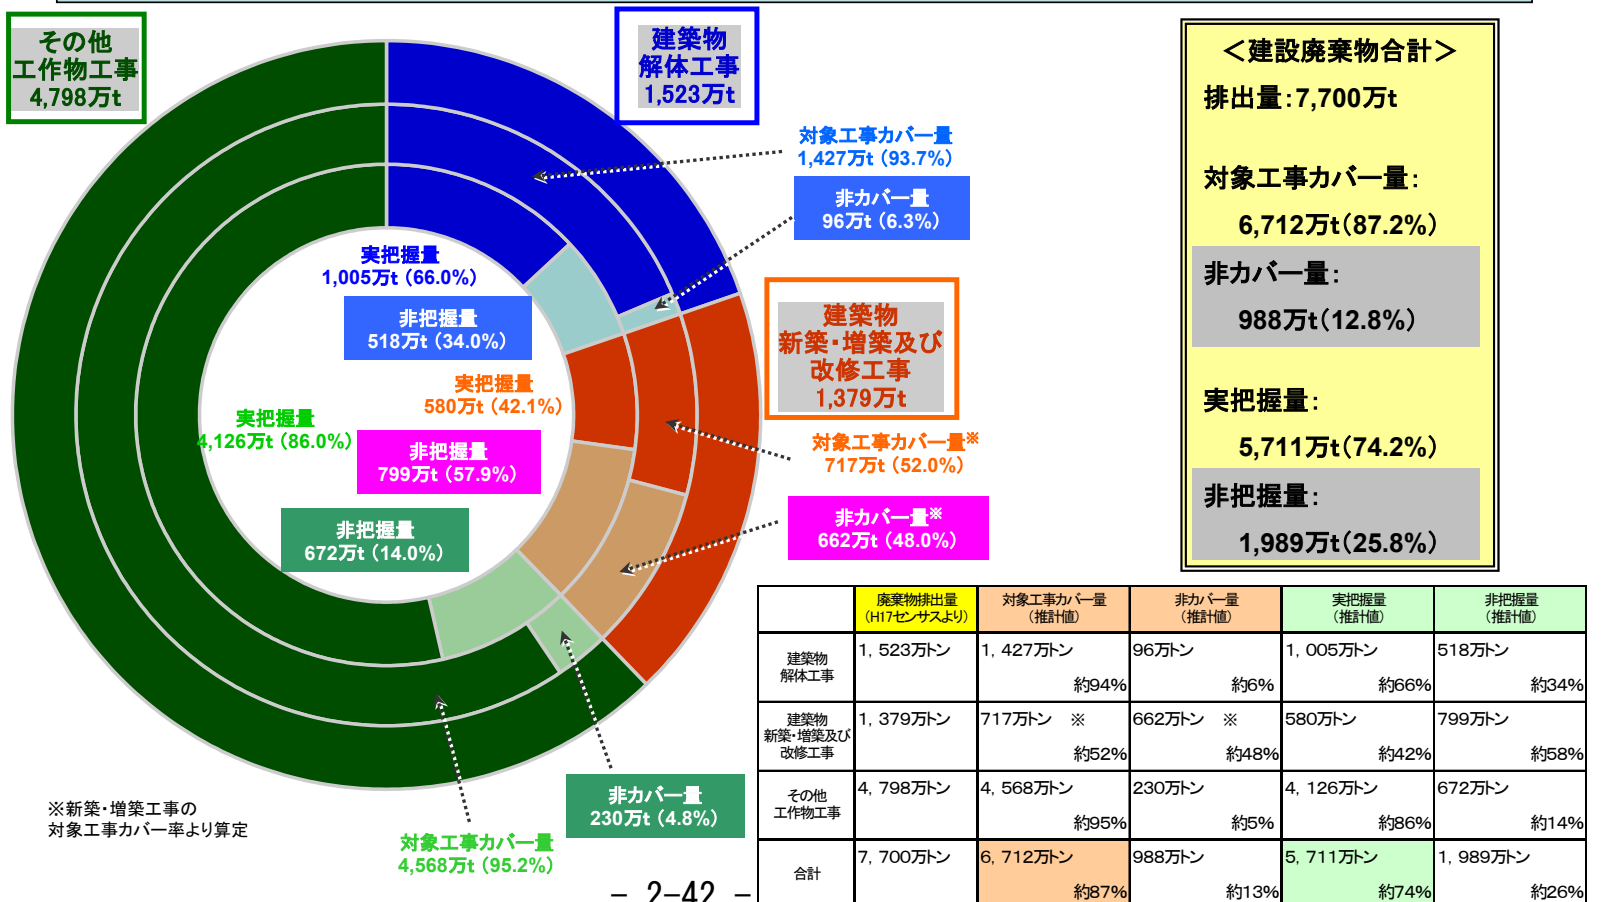 その他
工作物工事
4,798万t
建築物
解体工事
1,523万t
対象工事カバー量
1,427万t（93.7%）
非カバー量
96万t（6.3%）
実把握量
1,005万t（66.0%）
非把握量
518万t（34.0%）
建築物
新築・増築及び
改修工事
1,379万t
実把握量
580万t（42.1%）
実把握量
4,126万t（86.0%）
非把握量
799万t（57.9%）
対象工事カバー量※
717万t（52.0%）
非カバー量※
662万t（48.0%）
非把握量
672万t（14.0%）
非カバー量
230万t（4.8%）
対象工事カバー量
4,568万t（95.2%）
※新築・増築工事の
対象工事カバー率より算定
＜建設廃棄物合計＞
排出量：7,700万t
対象工事カバー量：
6,712万t(87.2%)
非カバー量：
988万t(12.8%)
実把握量：
5,711万t(74.2%)
非把握量：
1,989万t(25.8%)
廃棄物排出量
（H17センサスより）
対象工事カバー量
（推計値）
非カバー量
（推計値）
実把握量
（推計値）
非把握量
（推計値）
建築物
解体工事
1,523万トン
1,427万トン
約94%
96万トン
約6%
1,005万トン
約66%
518万トン
約34%
建築物
新築・増築及び
改修工事
1,379万トン
717万トン ※
約52%
662万トン ※
約48%
580万トン
約42%
799万トン
約58%
その他
工作物工事
4,798万トン
4,568万トン
約95%
230万トン
約5%
4,126万トン
約86%
672万トン
約14%
合計
7,700万トン
6,712万トン
約87%
988万トン
約13%
5,711万トン
約74%
1,989万トン
約26%
－ 2-42 －